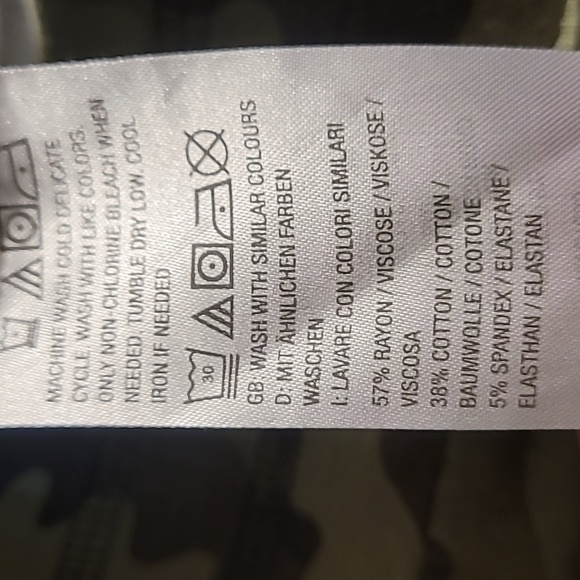 MACHINE WASH COLD DELICATE
CYCLE. WASH WITH LIKE COLORS.
ONLY NON-CHLORINE BLEACH WHEN
NEEDED. TUMBLE DRY LOW. COOL
IRON IF NEEDED
30
GB: WASH WITH SIMILAR COLOURS
D: MIT ÄHNLICHEN FARBEN
WASCHEN
I: LAVARE CON COLORI SIMILARI
57% RAYON / VISCOSE / VISKOSE /
VISCOSA
38% COTTON / COTTON /
BAUMWOLLE / COTONE
5% SPANDEX / ELASTANE /
ELASTHAN / ELASTAN